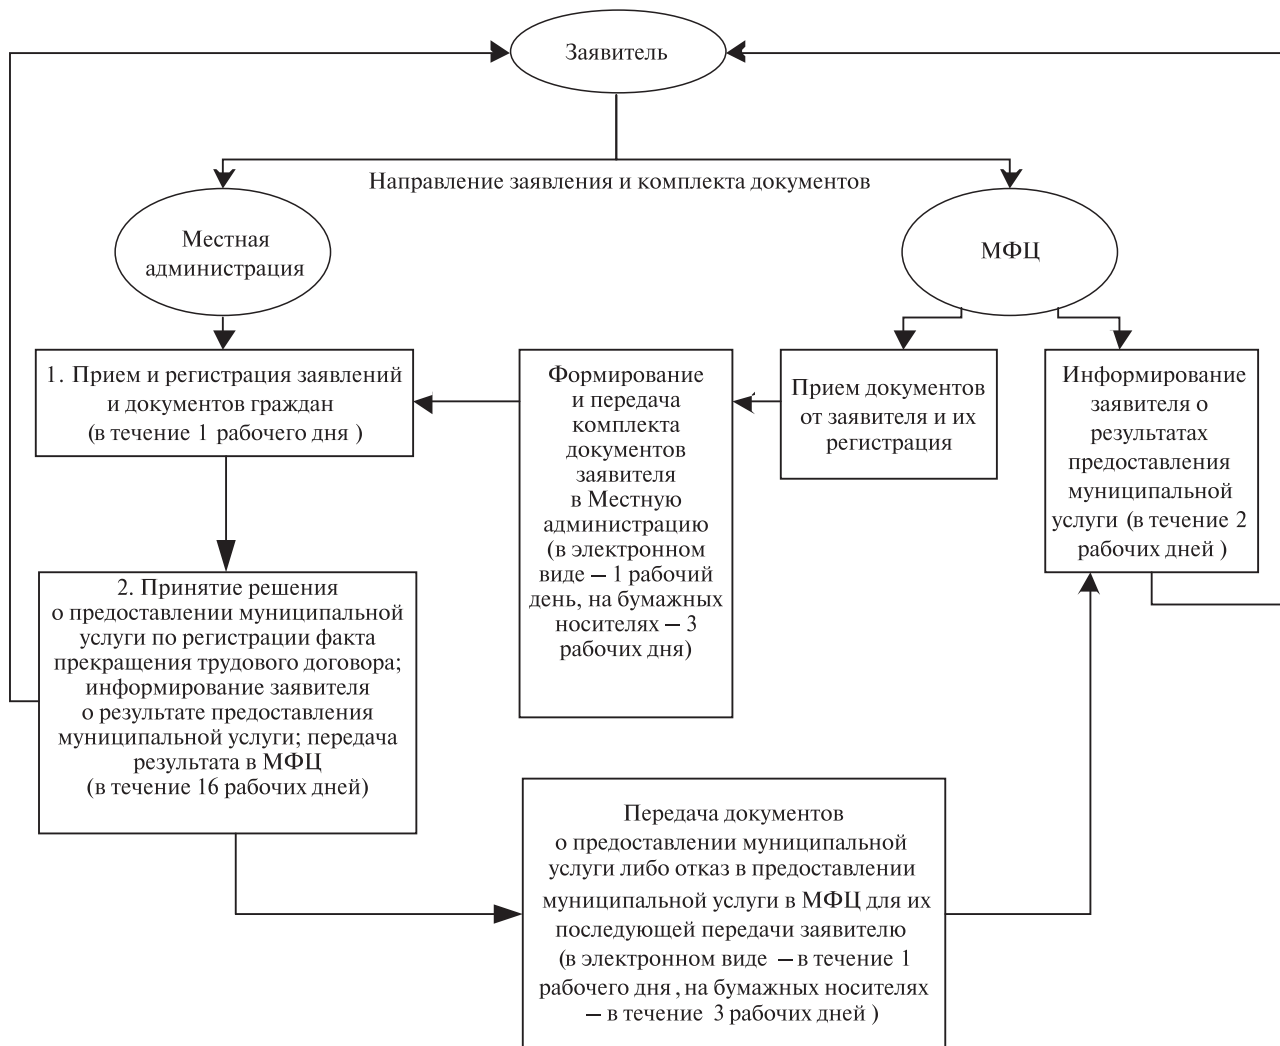 Заявитель
Направление заявления и комплекта документов
Местная
администрация
МФЦ
1. Прием и регистрация заявлений
и документов граждан
(в течение 1 рабочего дня )
Формирование
и передача
комплекта
документов
заявителя
в Местную
администрацию
(в электронном
виде – 1 рабочий
день, на бумажных
носителях – 3
рабочих дня)
Прием документов
от заявителя и их
регистрация
Информирование
заявителя о
результатах
предоставления
муниципальной
услуги (в течение 2
рабочих дней )
2. Принятие решения
о предоставлении муниципальной
услуги по регистрации факта
прекращения трудового договора;
информирование заявителя
о результате предоставления
муниципальной услуги; передача
результата в МФЦ
(в течение 16 рабочих дней)
Передача документов
о предоставлении муниципальной
услуги либо отказ в предоставлении
муниципальной услуги в МФЦ для их
последующей передачи заявителю
(в электронном виде – в течение 1
рабочего дня , на бумажных носителях
– в течение 3 рабочих дней )